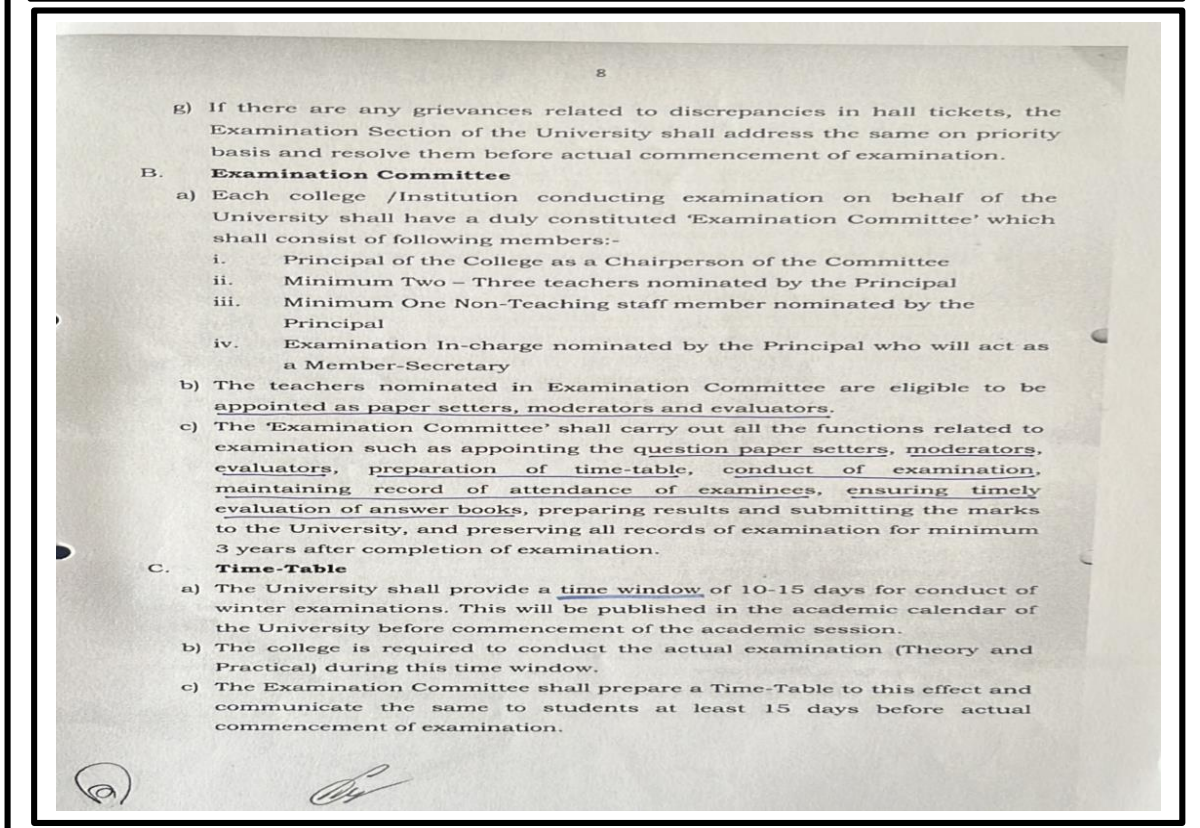 8
g) If there are any grievances related to discrepancies in hall tickets, the
Examination Section of the University shall address the same on priority
basis and resolve them before actual commencement of examination.
B. Examination Committee
a) Each college /Institution conducting examination on behalf of the
University shall have a duly constituted 'Examination Committee' which
shall consist of following members:-
i. Principal of the College as a Chairperson of the Committee
ii. Minimum Two – Three teachers nominated by the Principal
iii. Minimum One Non-Teaching staff member nominated by the
Principal
iv. Examination In-charge nominated by the Principal who will act as
a Member-Secretary
b) The teachers nominated in Examination Committee are eligible to be
appointed as paper setters, moderators and evaluators.
c) The 'Examination Committee' shall carry out all the functions related to
examination such as appointing the question paper setters, moderators,
evaluators, preparation of time-table, conduct of examination,
maintaining record of attendance of examinees, ensuring timely
evaluation of answer books, preparing results and submitting the marks
to the University, and preserving all records of examination for minimum
3 years after completion of examination.
C. Time-Table
a) The University shall provide a time window of 10-15 days for conduct of
winter examinations. This will be published in the academic calendar of
the University before commencement of the academic session.
b) The college is required to conduct the actual examination (Theory and
Practical) during this time window.
c) The Examination Committee shall prepare a Time-Table to this effect and
communicate the same to students at least 15 days before actual
commencement of examination.